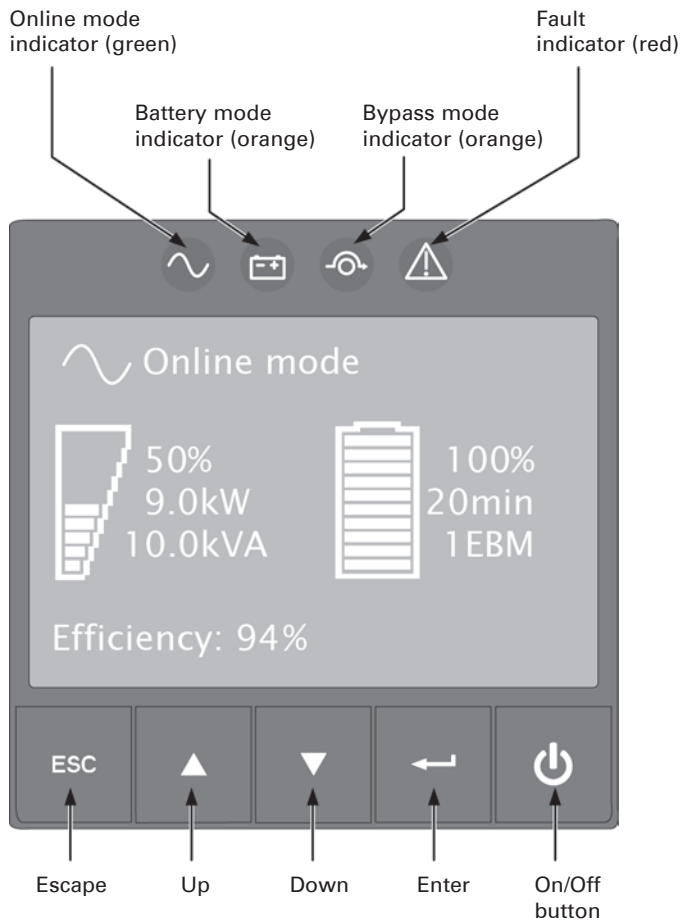 Online mode
indicator (green)
Fault
indicator (red)
Battery mode
indicator (orange)
Bypass mode
indicator (orange)
Online mode
50%
9.0kW
10.0kVA
100%
20min
1EBM
Efficiency: 94%
ESC
Escape
Up
Down
Enter
On/Off
button